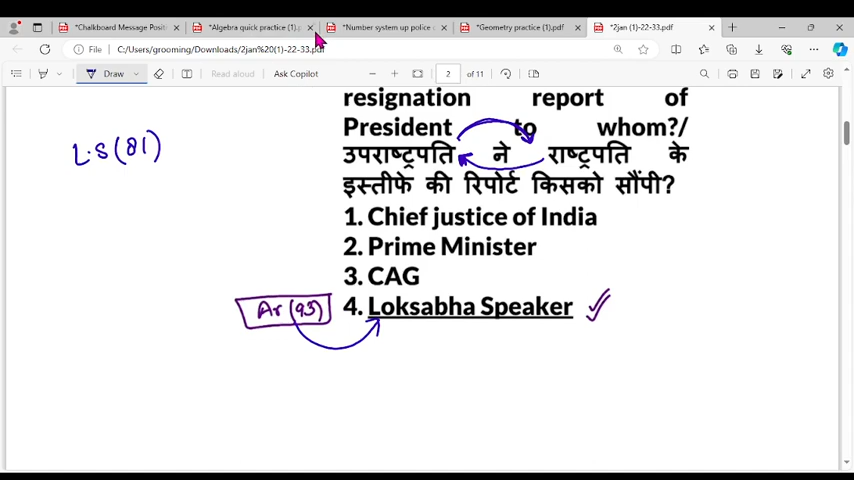 *Chalkboard Message Posit
*Algebra quick practice (1).p
*Number system up police c
*Geometry practice (1).pdf
*2jan (1)-22-33.pdf
File
C:/Users/grooming/Downloads/2jan%20(1)-22-33.pdf
Draw
Read aloud
Ask Copilot
2
of 11
resignation report of
President to whom?/
उपराष्ट्रपति ने राष्ट्रपति के
इस्तीफे की रिपोर्ट किसको सौंपी?
L.S(81)
1. Chief justice of India
2. Prime Minister
3. CAG
Ar(93)
4. Loksabha Speaker